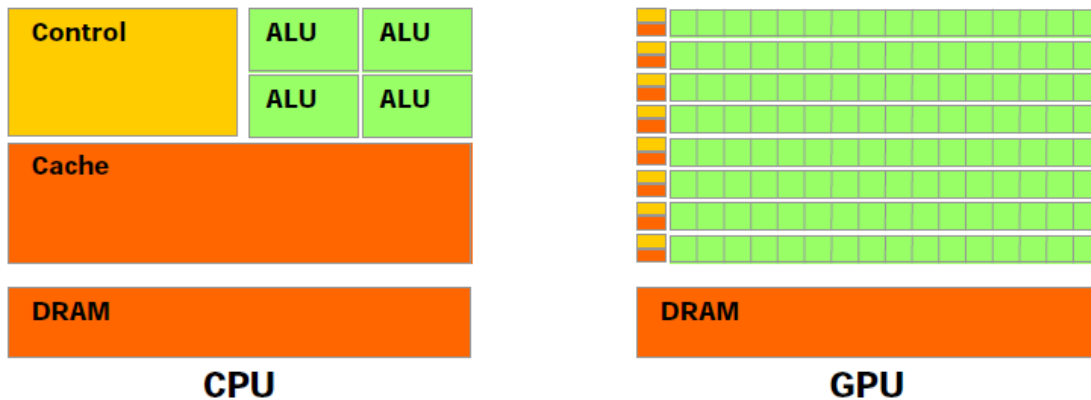 Control
ALU ALU
ALU ALU
Cache
DRAM
CPU
DRAM
GPU